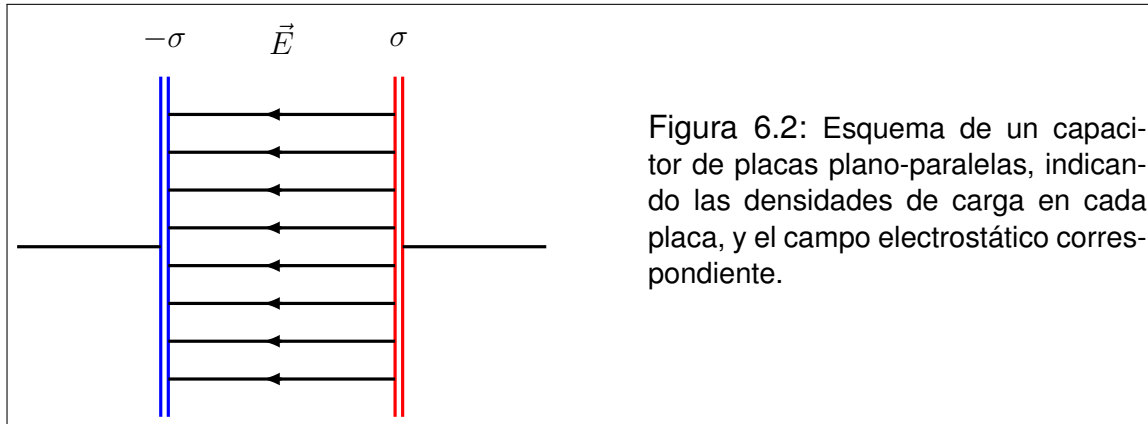 −σ E⃗ σ
Figura 6.2: Esquema de un capaci-
tor de placas plano-paralelas, indican-
do las densidades de carga en cada
placa, y el campo electrostático corres-
pondiente.